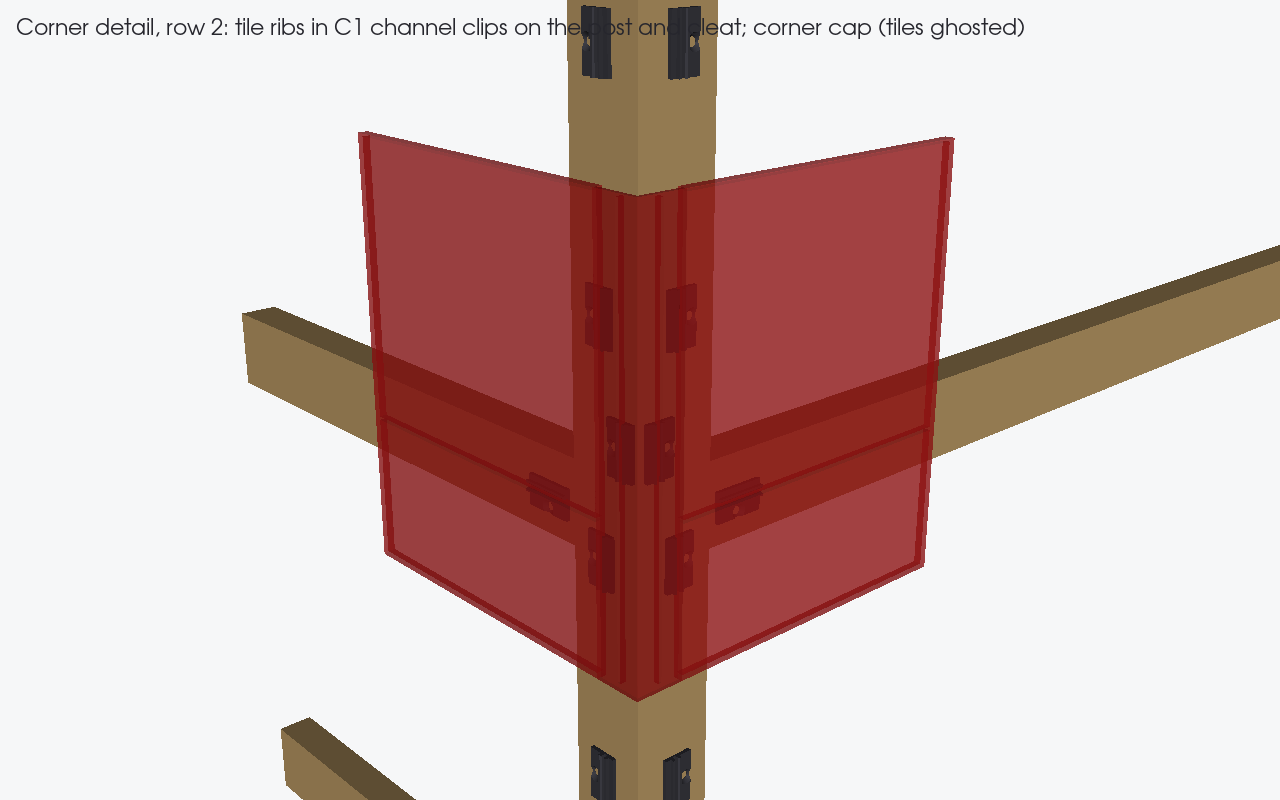 Corner detail, row 2: tile ribs in C1 channel clips on the post and cleat; corner cap (tiles ghosted)